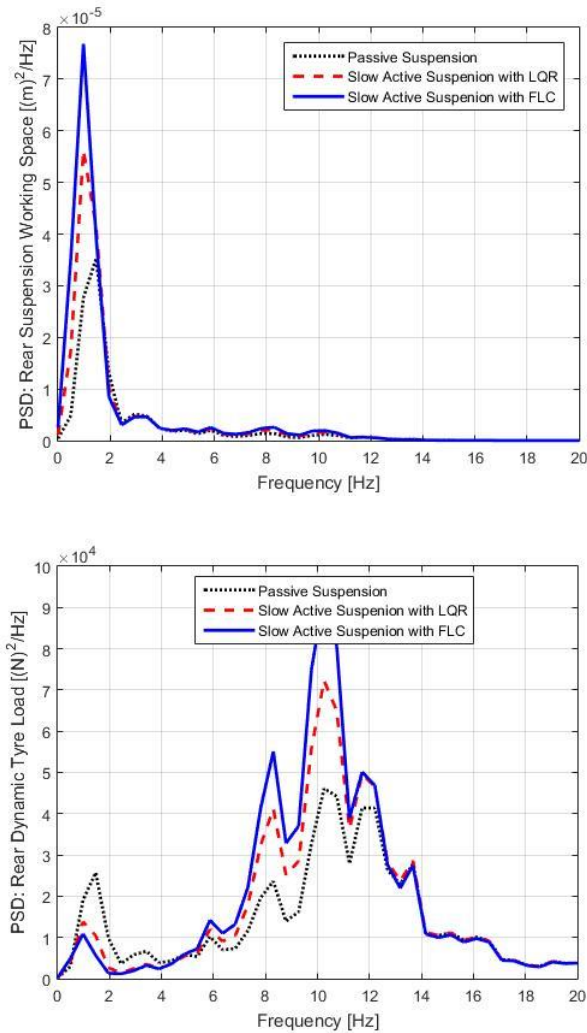 ×10⁻⁵
8
7
6
5
4
3
2
1
0
PSD: Rear Suspension Working Space [(m)²/Hz]
Passive Suspension
Slow Active Suspenion with LQR
Slow Active Suspenion with FLC
0 2 4 6 8 10 12 14 16 18 20
Frequency [Hz]
×10⁴
10
9
8
7
6
5
4
3
2
1
0
PSD: Rear Dynamic Tyre Load [(N)²/Hz]
Passive Suspension
Slow Active Suspenion with LQR
Slow Active Suspenion with FLC
0 2 4 6 8 10 12 14 16 18 20
Frequency [Hz]